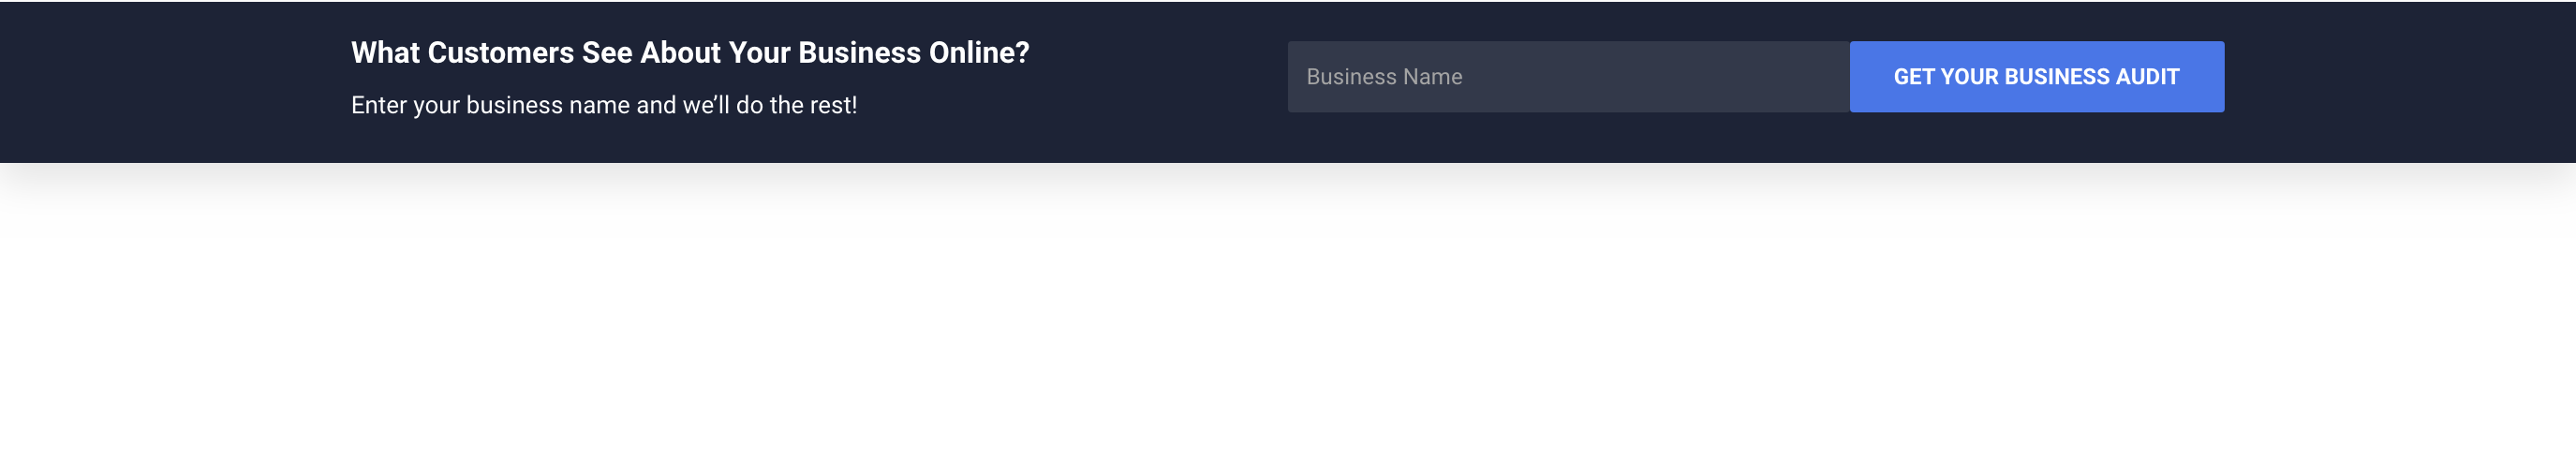 What Customers See About Your Business Online?
Enter your business name and we’ll do the rest!
Business Name
GET YOUR BUSINESS AUDIT